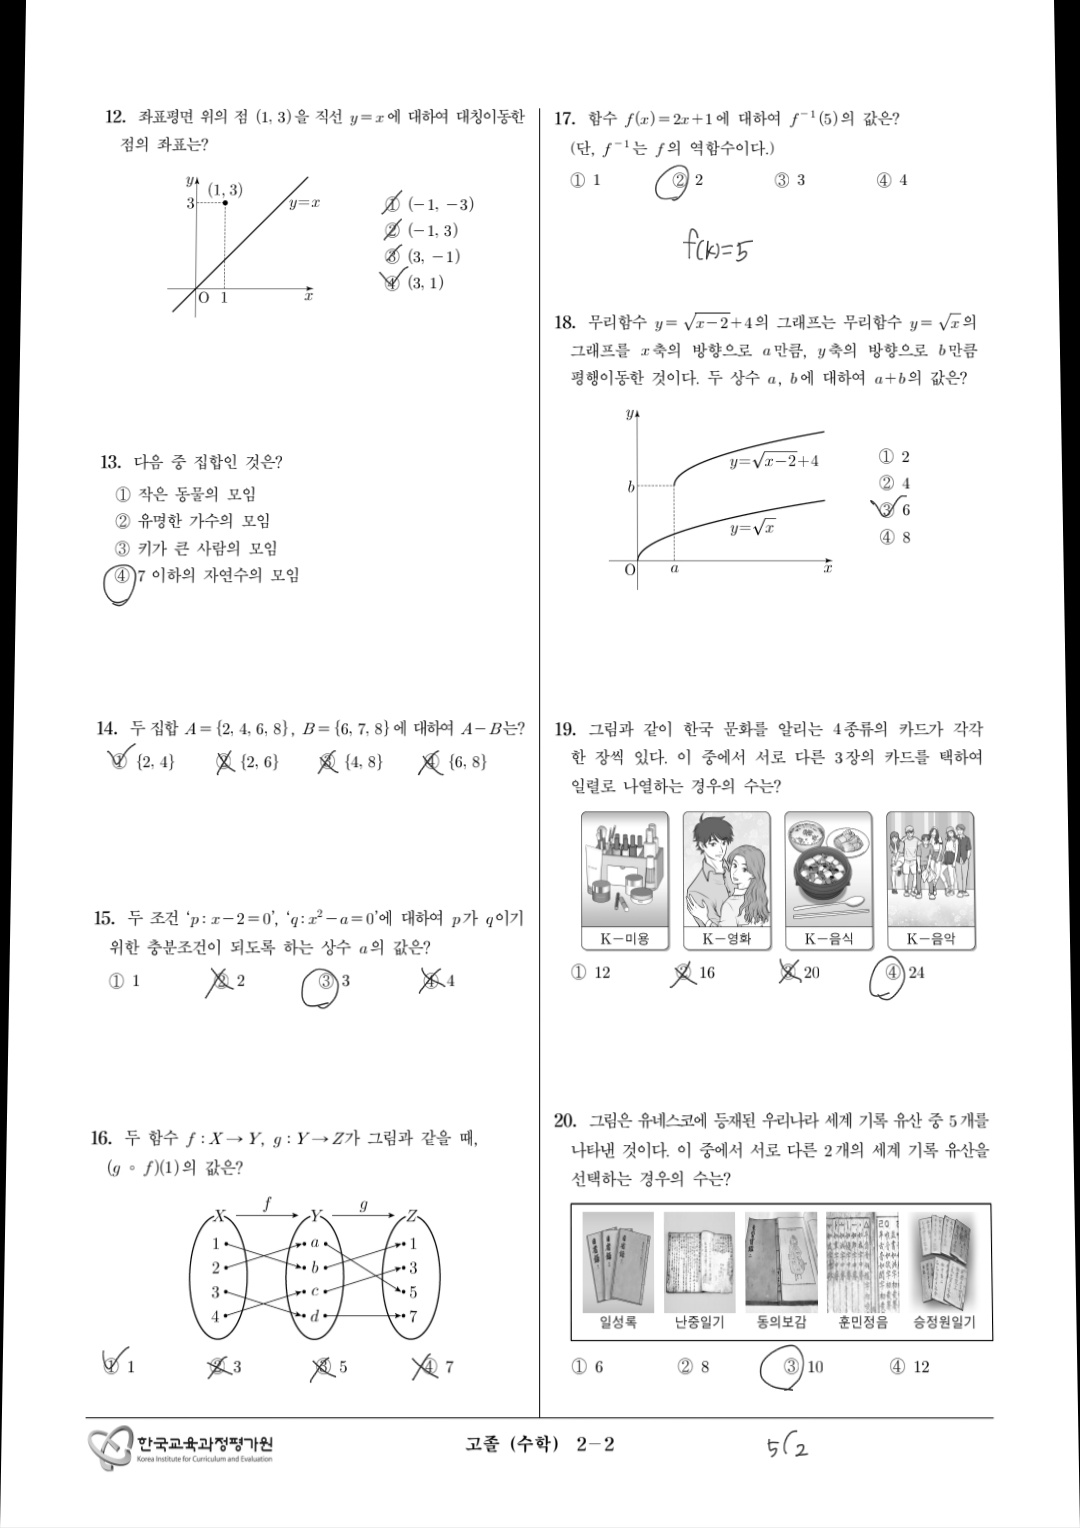 12. 좌표평면 위의 점 (1, 3)을 직선 y=x에 대하여 대칭이동한
점의 좌표는?
y
3
(1, 3)
y=x
O 1 x
① (-1, -3)
② (-1, 3)
③ (3, -1)
④ (3, 1)
13. 다음 중 집합인 것은?
① 작은 동물의 모임
② 유명한 가수의 모임
③ 키가 큰 사람의 모임
④ 7 이하의 자연수의 모임
14. 두 집합 A={2, 4, 6, 8}, B={6, 7, 8}에 대하여 A-B는?
① {2, 4} ② {2, 6} ③ {4, 8} ④ {6, 8}
15. 두 조건 ‘p: x-2=0’, ‘q: x²-a=0’에 대하여 p가 q이기
위한 충분조건이 되도록 하는 상수 a의 값은?
① 1 ② 2 ③ 3 ④ 4
16. 두 함수 f : X → Y, g : Y → Z가 그림과 같을 때,
(g ∘ f)(1)의 값은?
f g
X Y Z
1 a 1
2 b 3
3 c 5
4 d 7
① 1 ② 3 ③ 5 ④ 7
17. 함수 f(x)=2x+1에 대하여 f⁻¹(5)의 값은?
(단, f⁻¹는 f의 역함수이다.)
① 1 ② 2 ③ 3 ④ 4
f(k)=5
18. 무리함수 y=√(x-2)+4의 그래프는 무리함수 y=√x의
그래프를 x축의 방향으로 a만큼, y축의 방향으로 b만큼
평행이동한 것이다. 두 상수 a, b에 대하여 a+b의 값은?
y
y=√(x-2)+4
b
y=√x
O a x
① 2
② 4
③ 6
④ 8
19. 그림과 같이 한국 문화를 알리는 4종류의 카드가 각각
한 장씩 있다. 이 중에서 서로 다른 3장의 카드를 택하여
일렬로 나열하는 경우의 수는?
K-미용 K-영화 K-음식 K-음악
① 12 ② 16 ③ 20 ④ 24
20. 그림은 유네스코에 등재된 우리나라 세계 기록 유산 중 5개를
나타낸 것이다. 이 중에서 서로 다른 2개의 세계 기록 유산을
선택하는 경우의 수는?
일성록 난중일기 동의보감 훈민정음 승정원일기
① 6 ② 8 ③ 10 ④ 12
한국교육과정평가원
Korea Institute for Curriculum and Evaluation
고졸 (수학) 2-2
5C2